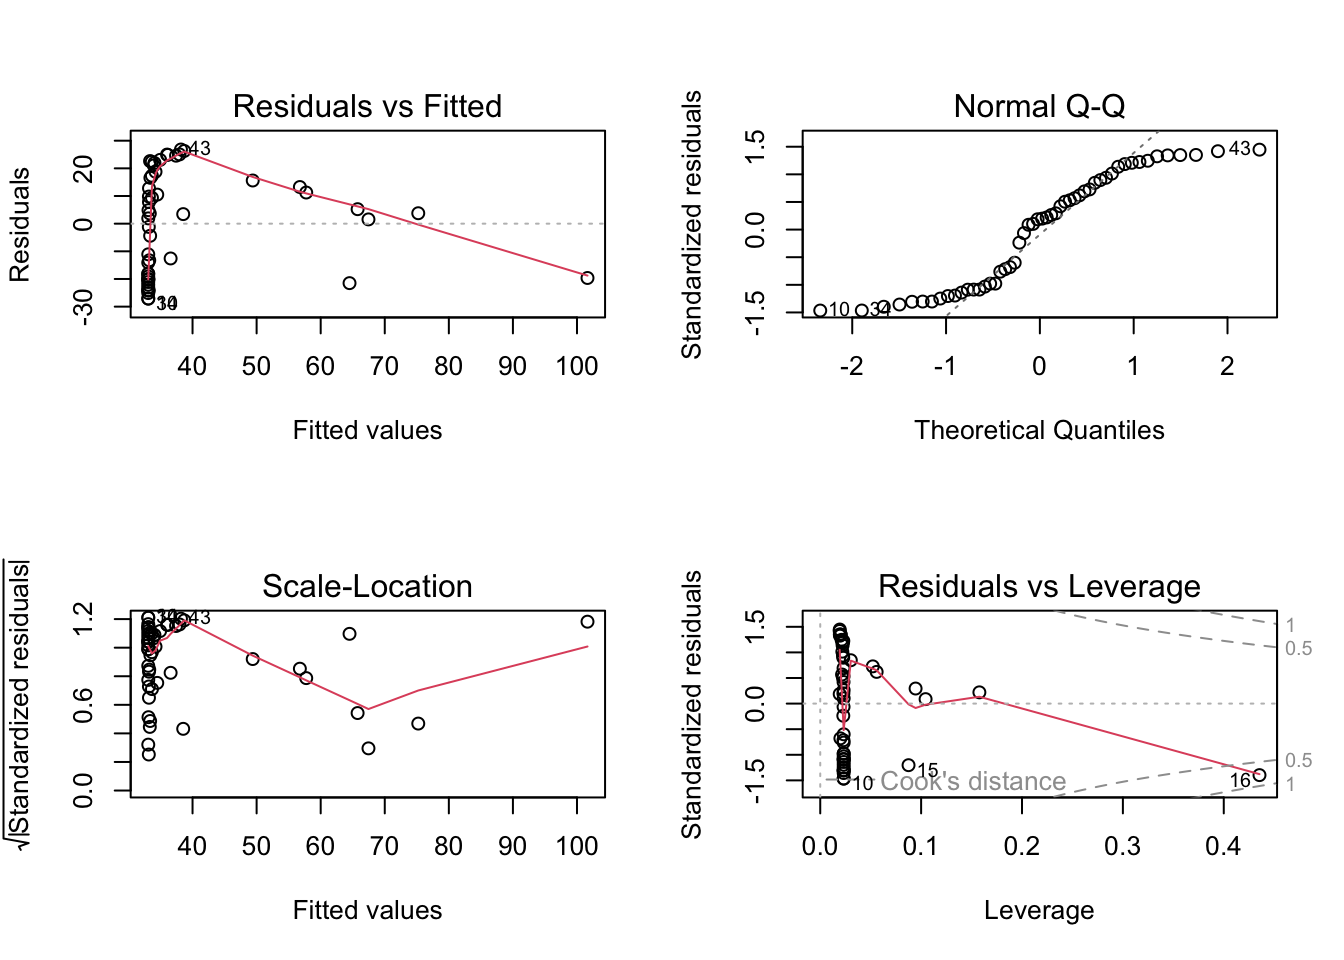 Residuals vs Fitted
Residuals
20
0
-30
43
10
34
40 50 60 70 80 90 100
Fitted values
Normal Q-Q
Standardized residuals
1.5
0.0
-1.5
43
10
34
-2 -1 0 1 2
Theoretical Quantiles
Scale-Location
√|Standardized residuals|
1.2
0.6
0.0
43
40 50 60 70 80 90 100
Fitted values
Residuals vs Leverage
Standardized residuals
1.5
0.0
-1.5
1
0.5
0.5
1
15
16
10
Cook's distance
0.0 0.1 0.2 0.3 0.4
Leverage